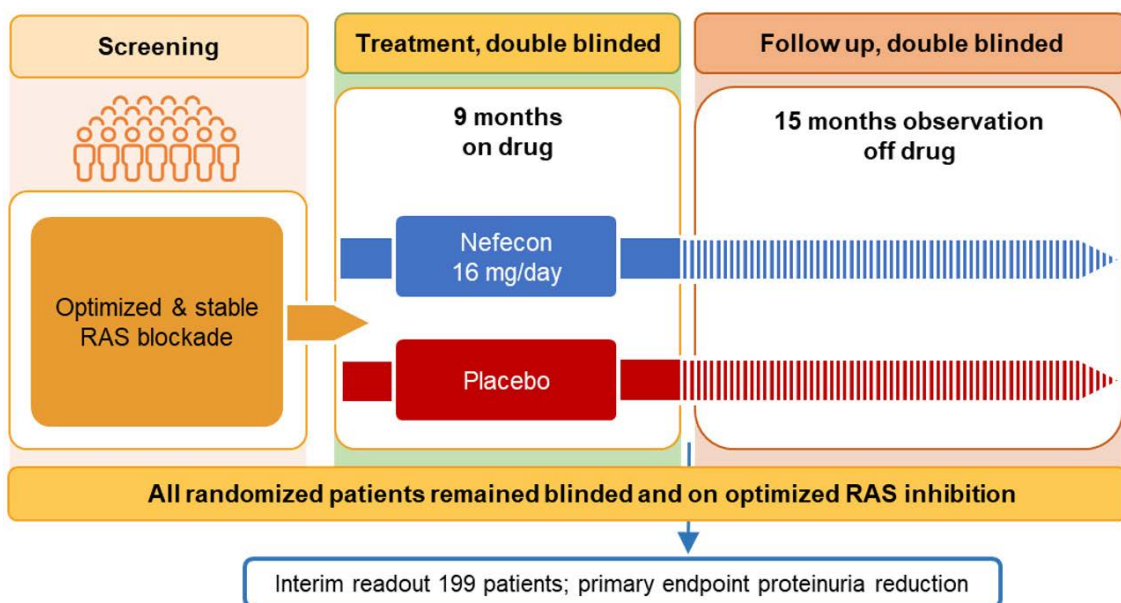 Screening
Treatment, double blinded
Follow up, double blinded
9 months
on drug
15 months observation
off drug
Optimized & stable
RAS blockade
Nefecon
16 mg/day
Placebo
All randomized patients remained blinded and on optimized RAS inhibition
Interim readout 199 patients; primary endpoint proteinuria reduction